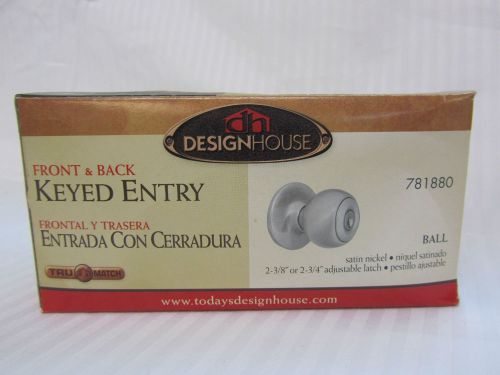 dh
DESIGNHOUSE
FRONT & BACK
KEYED ENTRY
FRONTAL Y TRASERA
ENTRADA CON CERRADURA
TRU MATCH
781880
BALL
satin nickel • níquel satinado
2-3/8" or 2-3/4" adjustable latch • pestillo ajustable
www.todaysdesignhouse.com